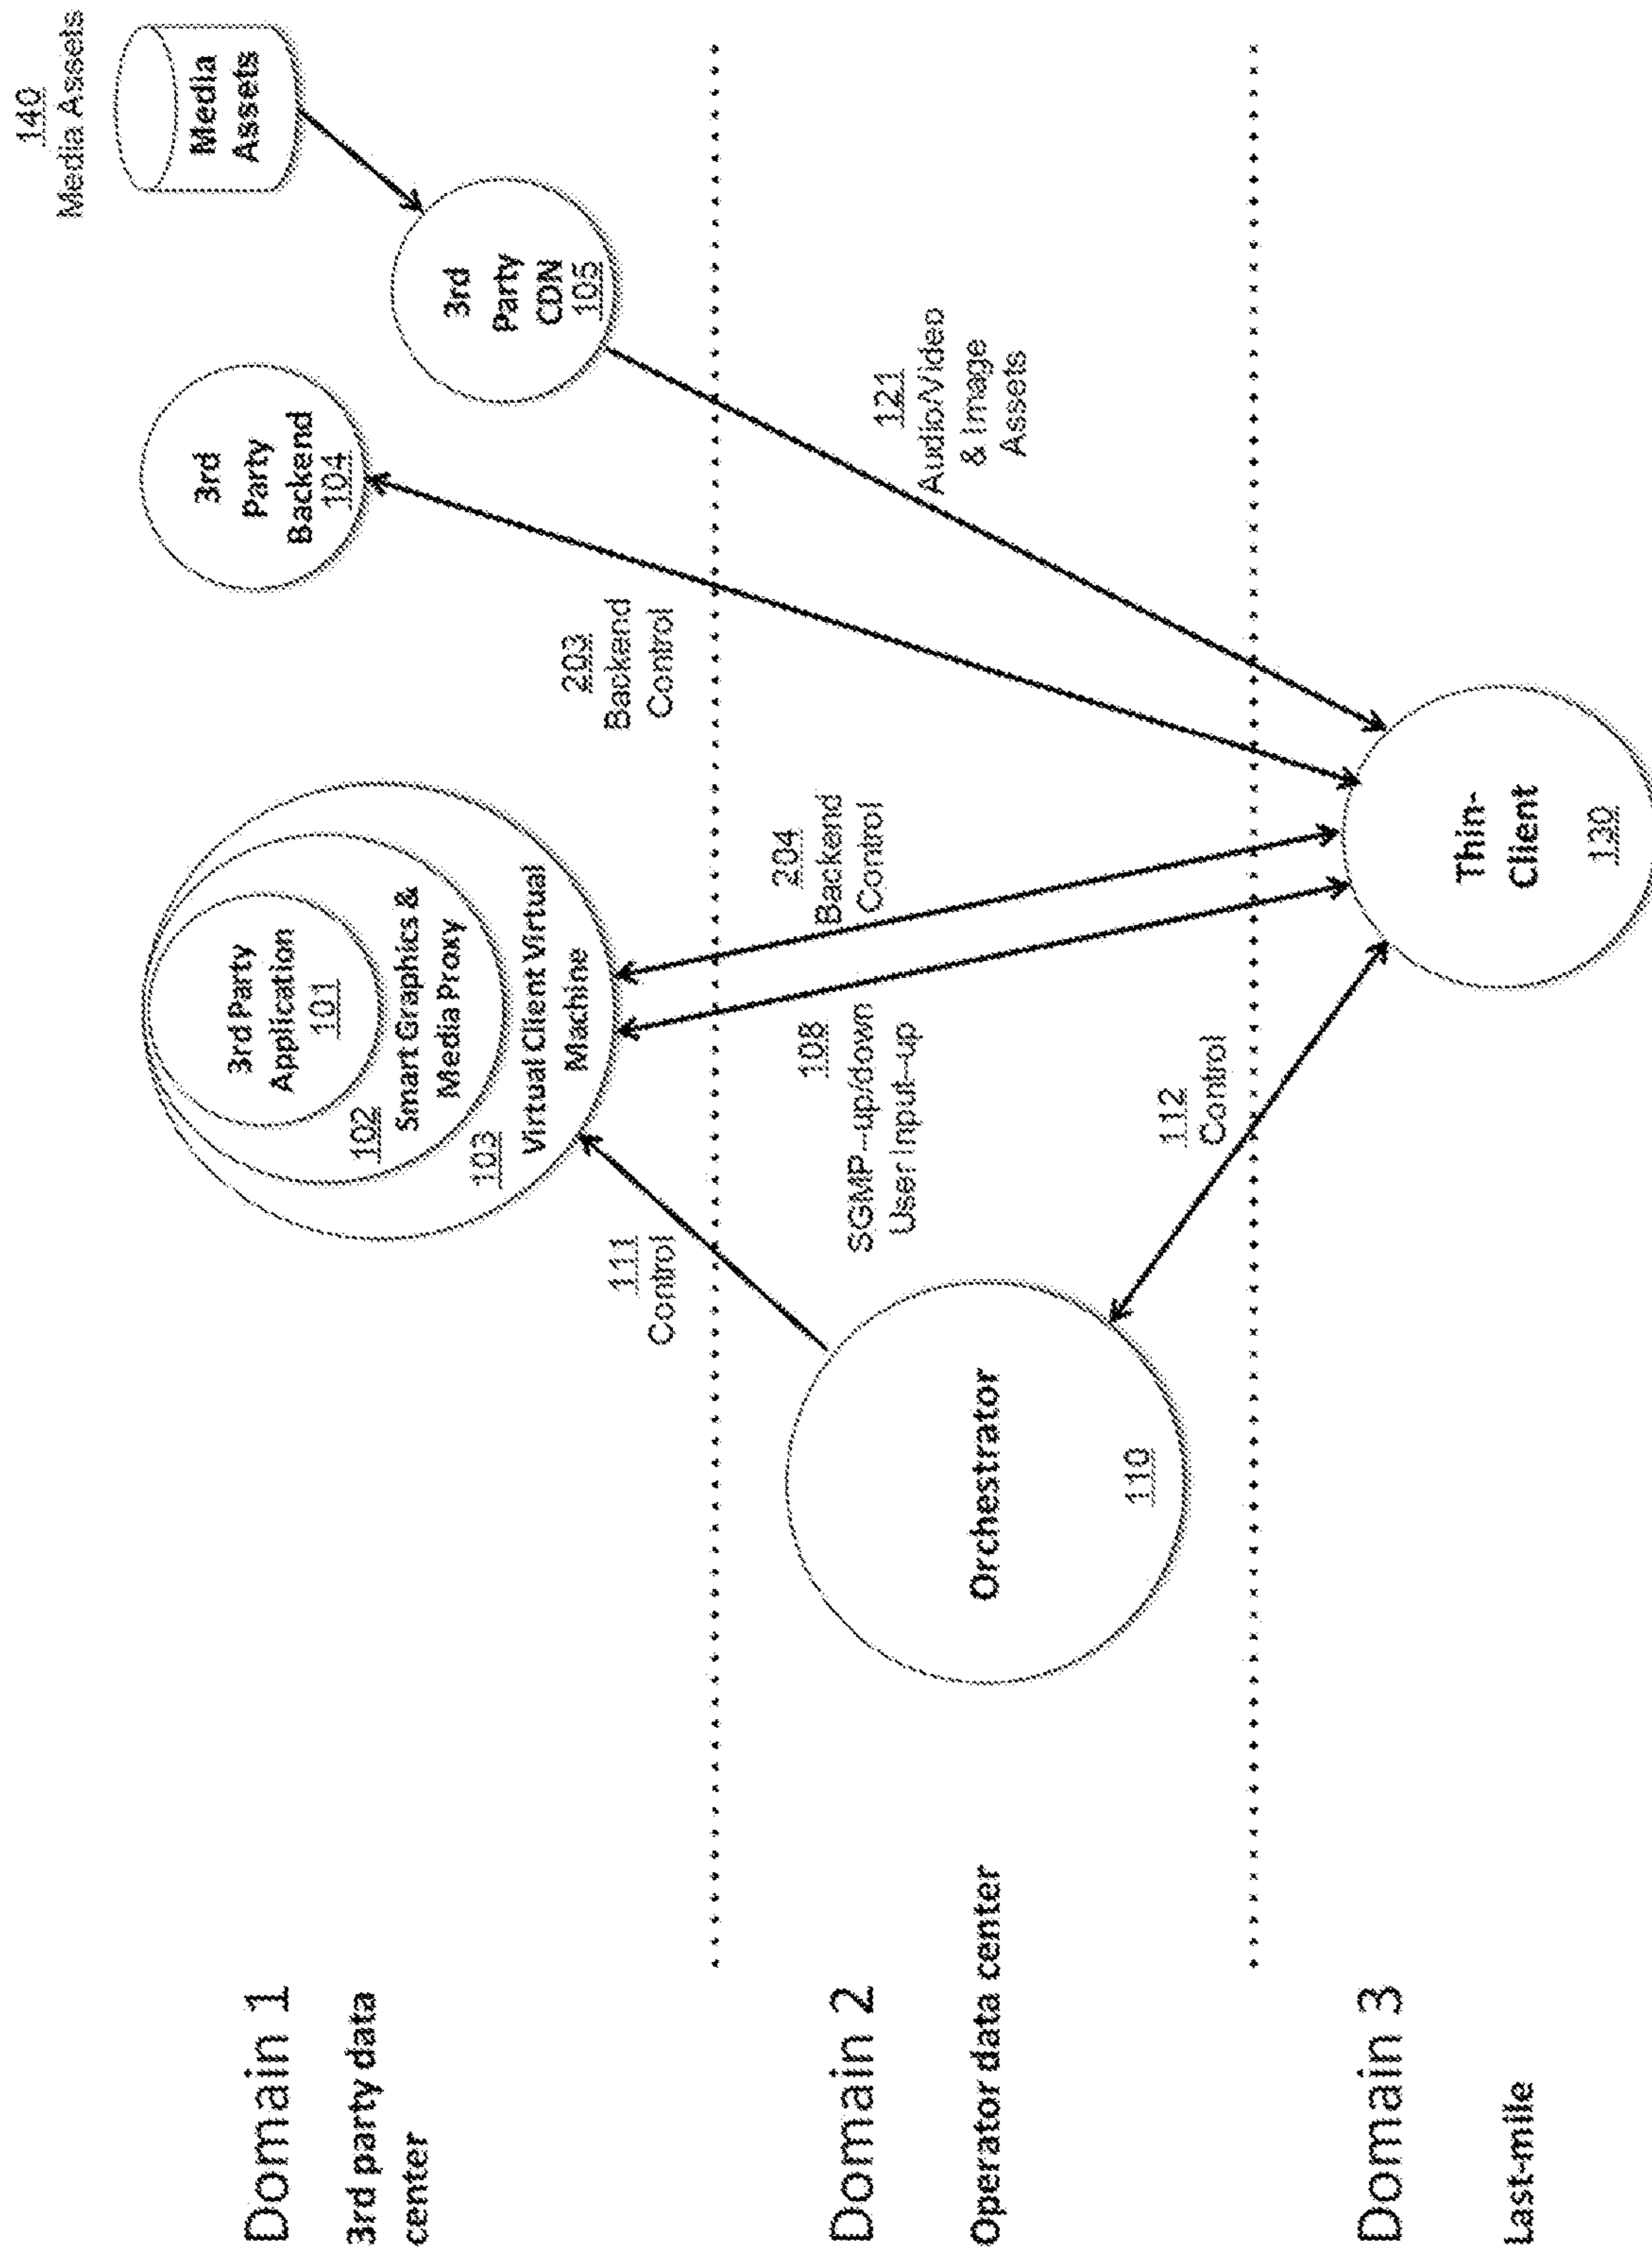 Domain 1
3rd party data
center
3rd Party
Application
101
102
Smart Graphics &
Media Proxy
103
Virtual Client Virtual
Machine
3rd
Party
Backend
104
3rd
Party
CDN
105
140
Media Assets
Media
Assets
111
Control
203
Backend
Control
Domain 2
Operator data center
Orchestrator
110
108
SGMP--up/down
User Input--up
204
Backend
Control
121
Audio/Video
& Image
Assets
112
Control
Domain 3
Last-mile
Thin-
Client
130